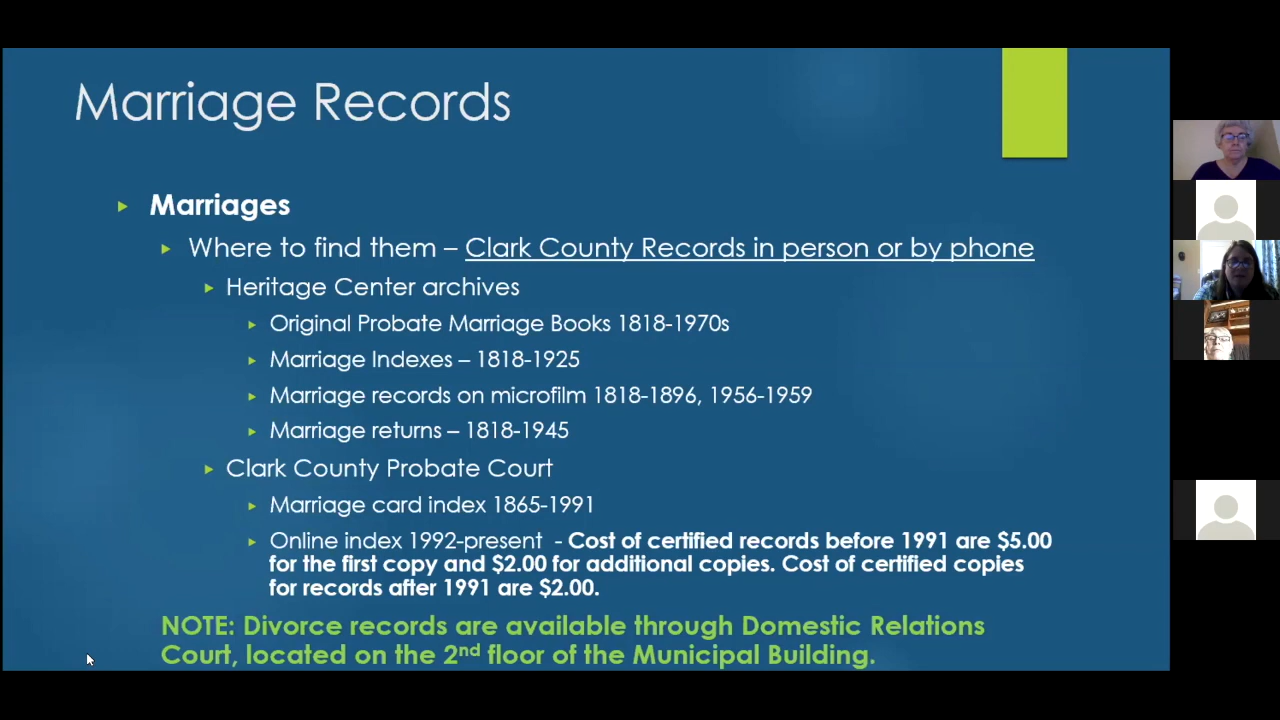 Marriage Records
Marriages
Where to find them – Clark County Records in person or by phone
Heritage Center archives
Original Probate Marriage Books 1818-1970s
Marriage Indexes – 1818-1925
Marriage records on microfilm 1818-1896, 1956-1959
Marriage returns – 1818-1945
Clark County Probate Court
Marriage card index 1865-1991
Online index 1992-present - Cost of certified records before 1991 are $5.00
for the first copy and $2.00 for additional copies. Cost of certified copies
for records after 1991 are $2.00.
NOTE: Divorce records are available through Domestic Relations
Court, located on the 2nd floor of the Municipal Building.